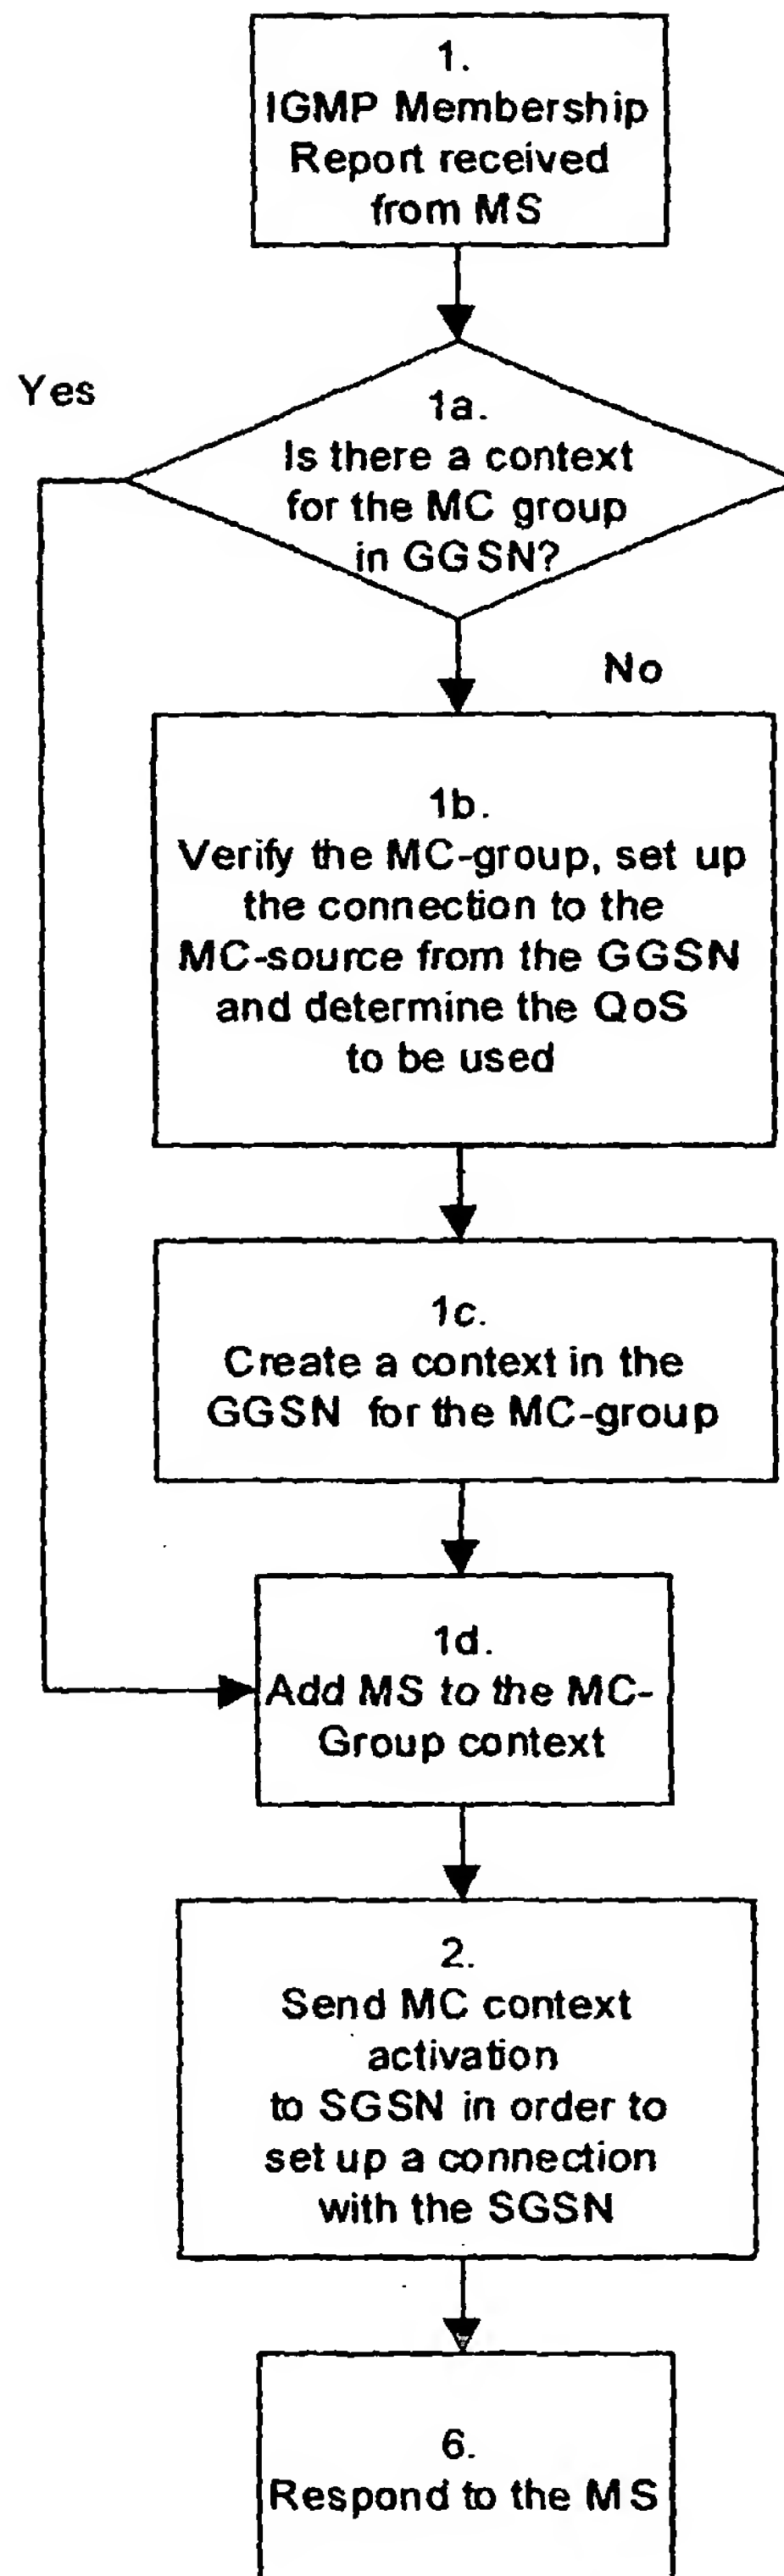 1.
IGMP Membership
Report received
from MS
Yes
1a.
Is there a context
for the MC group
in GGSN?
No
1b.
Verify the MC-group, set up
the connection to the
MC-source from the GGSN
and determine the QoS
to be used
1c.
Create a context in the
GGSN for the MC-group
1d.
Add MS to the MC-
Group context
2.
Send MC context
activation
to SGSN in order to
set up a connection
with the SGSN
6.
Respond to the MS